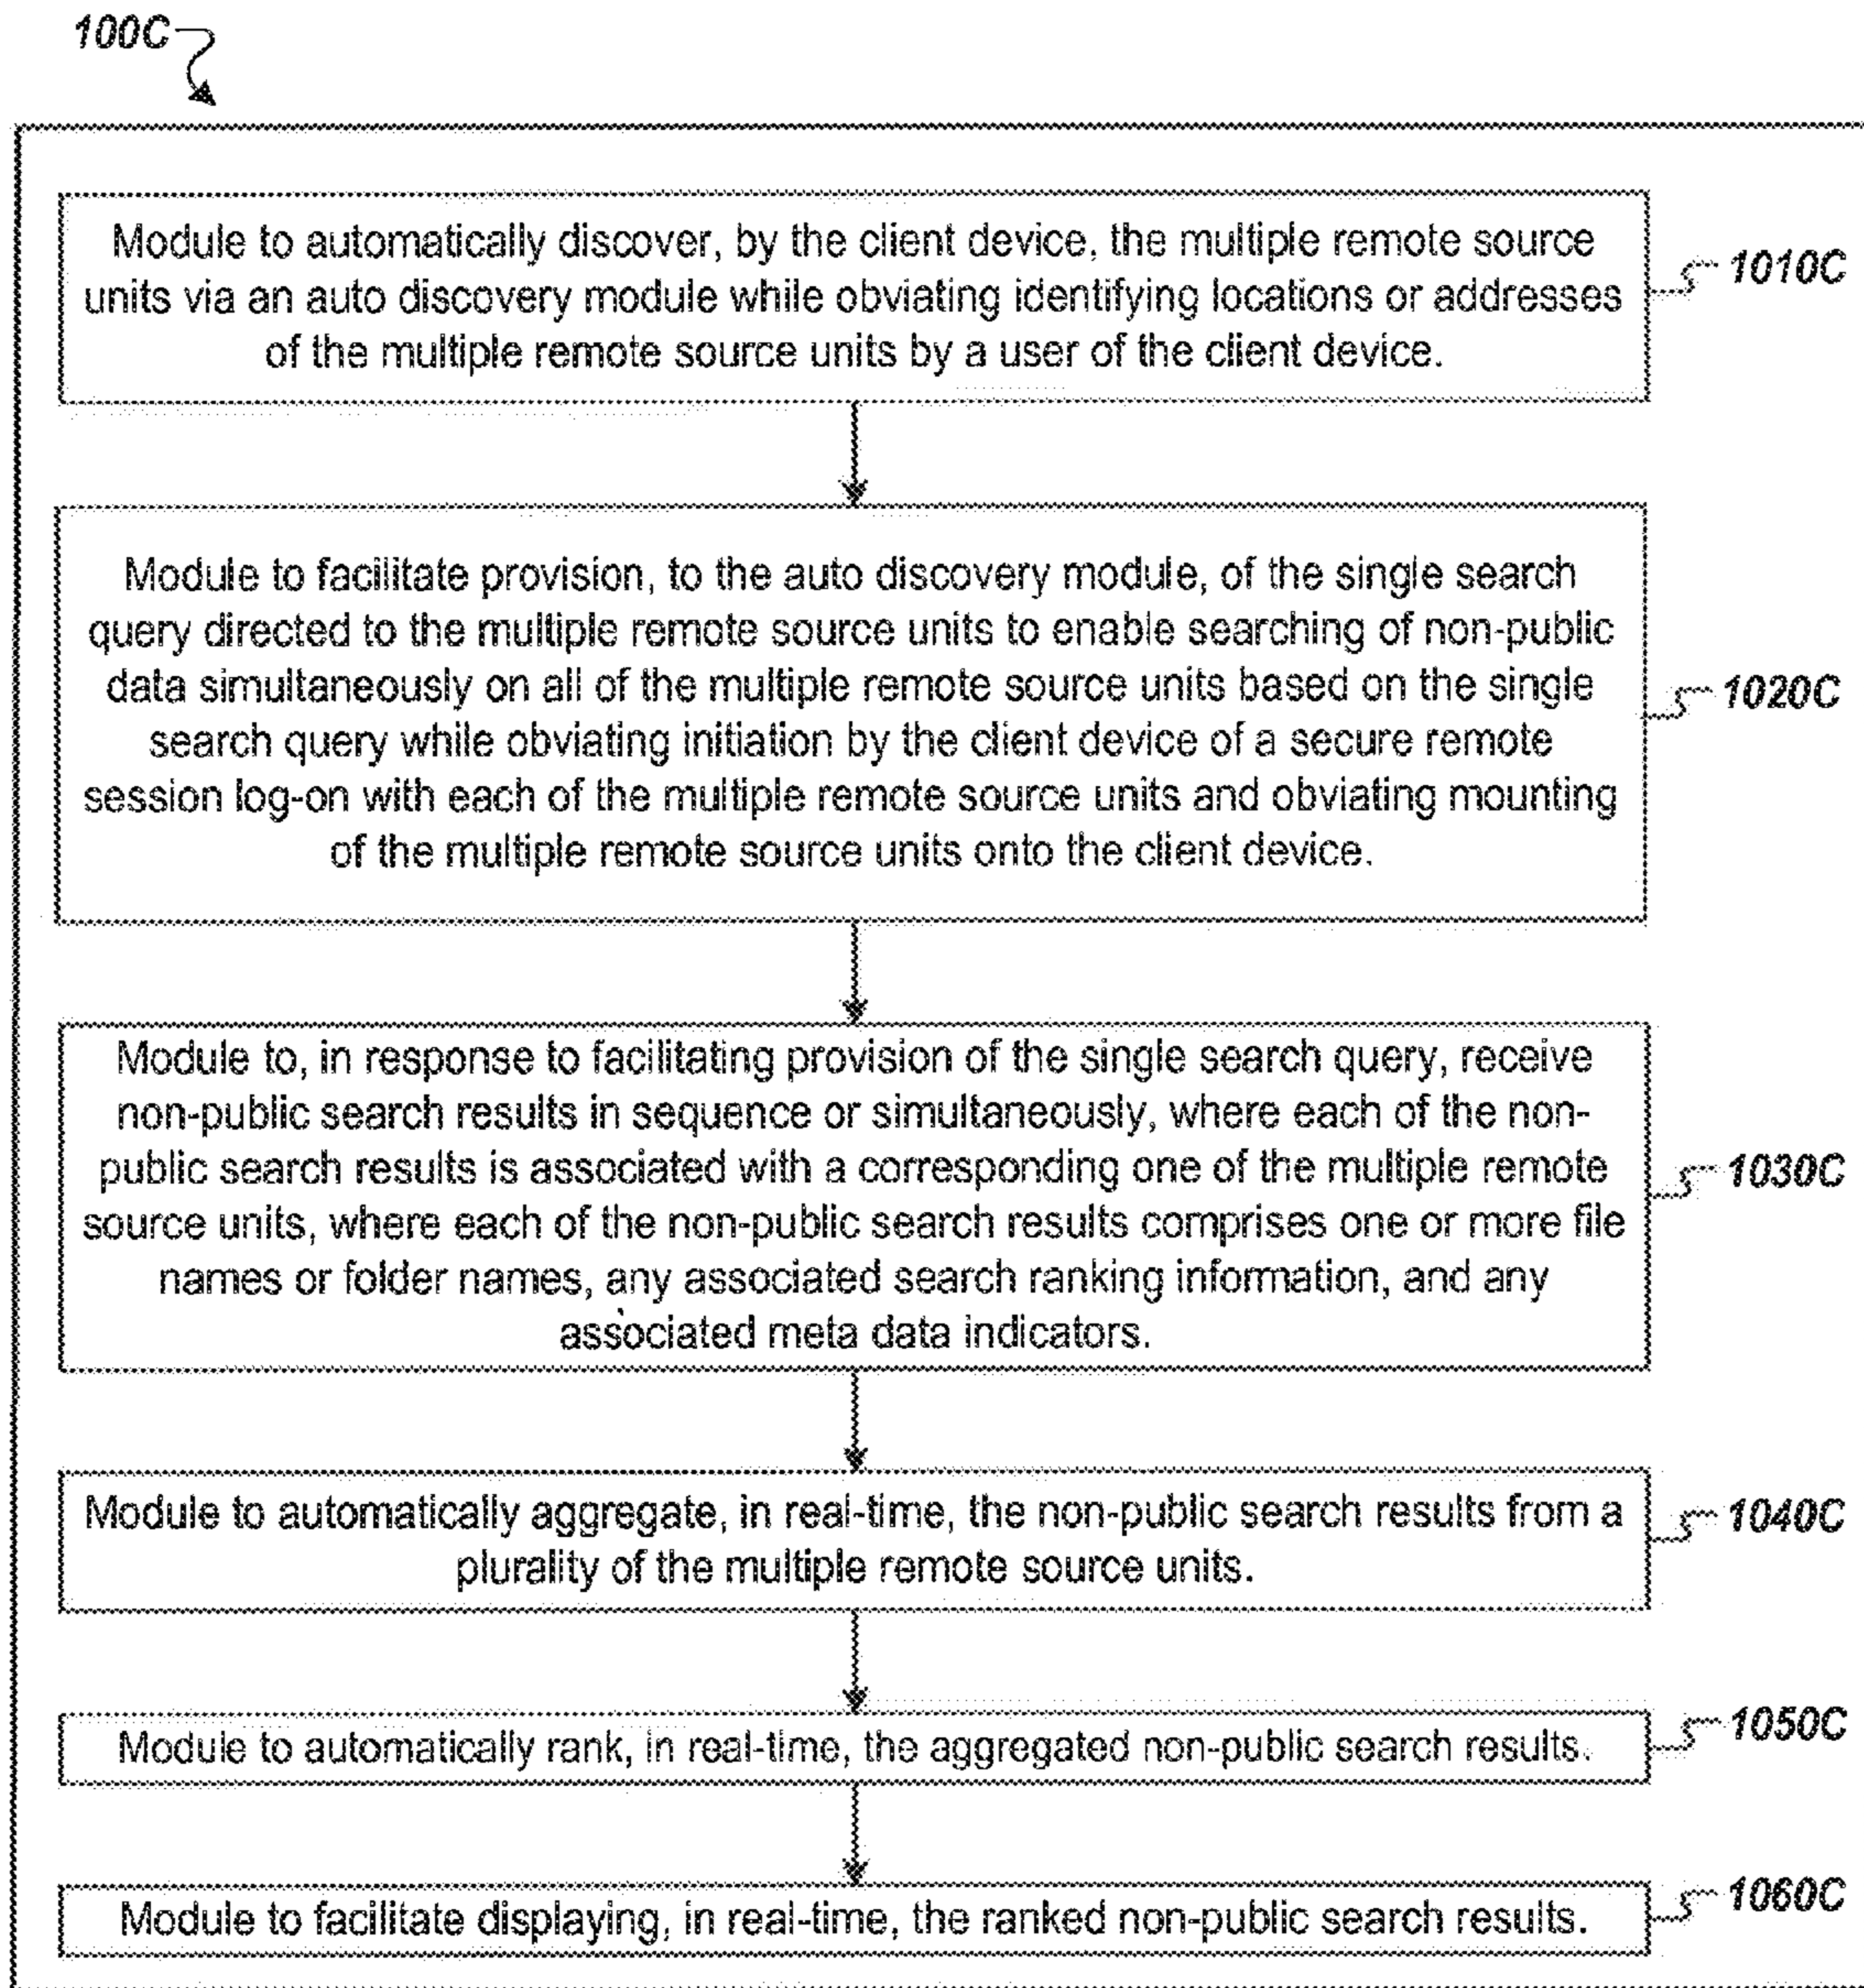 100C
Module to automatically discover, by the client device, the multiple remote source
units via an auto discovery module while obviating identifying locations or addresses
of the multiple remote source units by a user of the client device.
1010C
Module to facilitate provision, to the auto discovery module, of the single search
query directed to the multiple remote source units to enable searching of non-public
data simultaneously on all of the multiple remote source units based on the single
search query while obviating initiation by the client device of a secure remote
session log-on with each of the multiple remote source units and obviating mounting
of the multiple remote source units onto the client device.
1020C
Module to, in response to facilitating provision of the single search query, receive
non-public search results in sequence or simultaneously, where each of the non-
public search results is associated with a corresponding one of the multiple remote
source units, where each of the non-public search results comprises one or more file
names or folder names, any associated search ranking information, and any
associated meta data indicators.
1030C
Module to automatically aggregate, in real-time, the non-public search results from a
plurality of the multiple remote source units.
1040C
Module to automatically rank, in real-time, the aggregated non-public search results.
1050C
Module to facilitate displaying, in real-time, the ranked non-public search results.
1060C